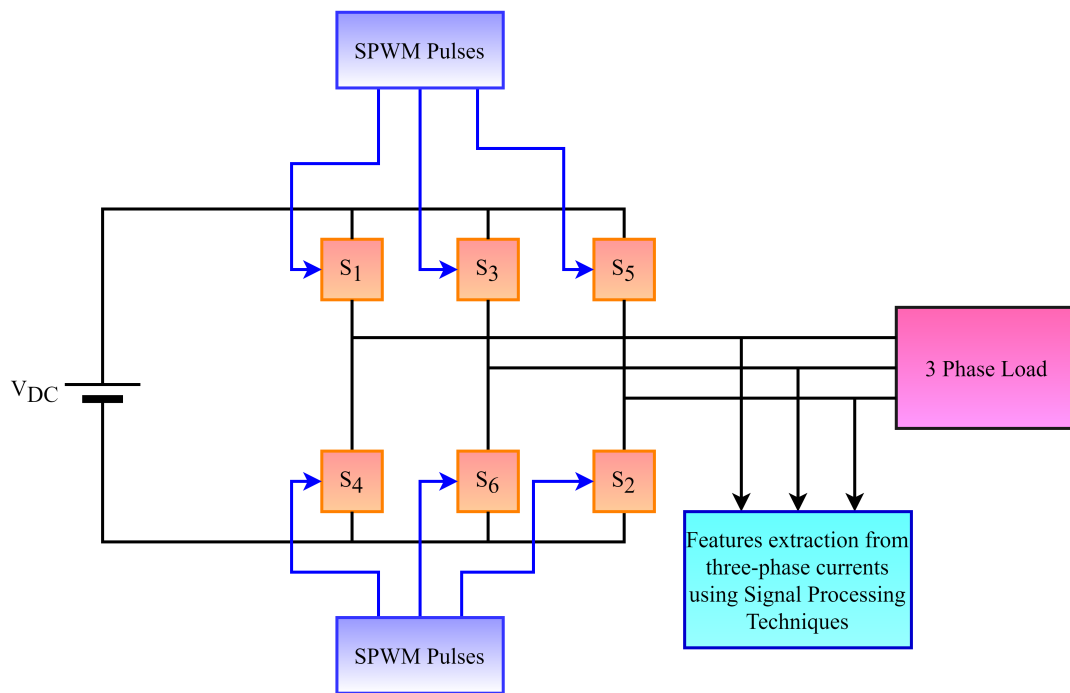 SPWM Pulses
S1
S3
S5
3 Phase Load
VDC
S4
S6
S2
Features extraction from
three-phase currents
using Signal Processing
Techniques
SPWM Pulses